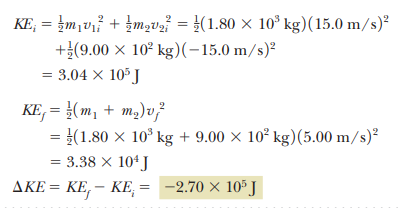 KEᵢ = ½m₁v₁ᵢ² + ½m₂v₂ᵢ² = ½(1.80 × 10³ kg)(15.0 m/s)²
+½(9.00 × 10² kg)(−15.0 m/s)²
= 3.04 × 10⁵ J
KE_f = ½(m₁ + m₂)v_f²
= ½(1.80 × 10³ kg + 9.00 × 10² kg)(5.00 m/s)²
= 3.38 × 10⁴ J
ΔKE = KE_f − KEᵢ = −2.70 × 10⁵ J